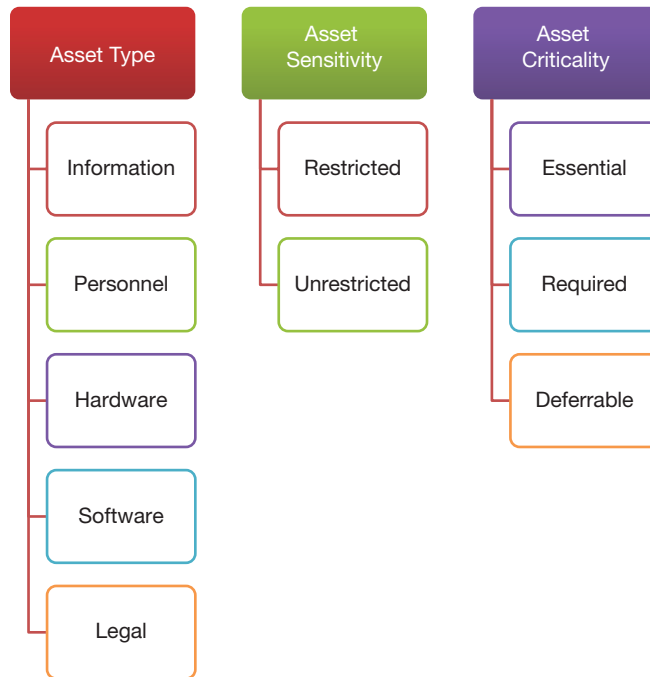 Asset Type
Information
Personnel
Hardware
Software
Legal
Asset
Sensitivity
Restricted
Unrestricted
Asset
Criticality
Essential
Required
Deferrable